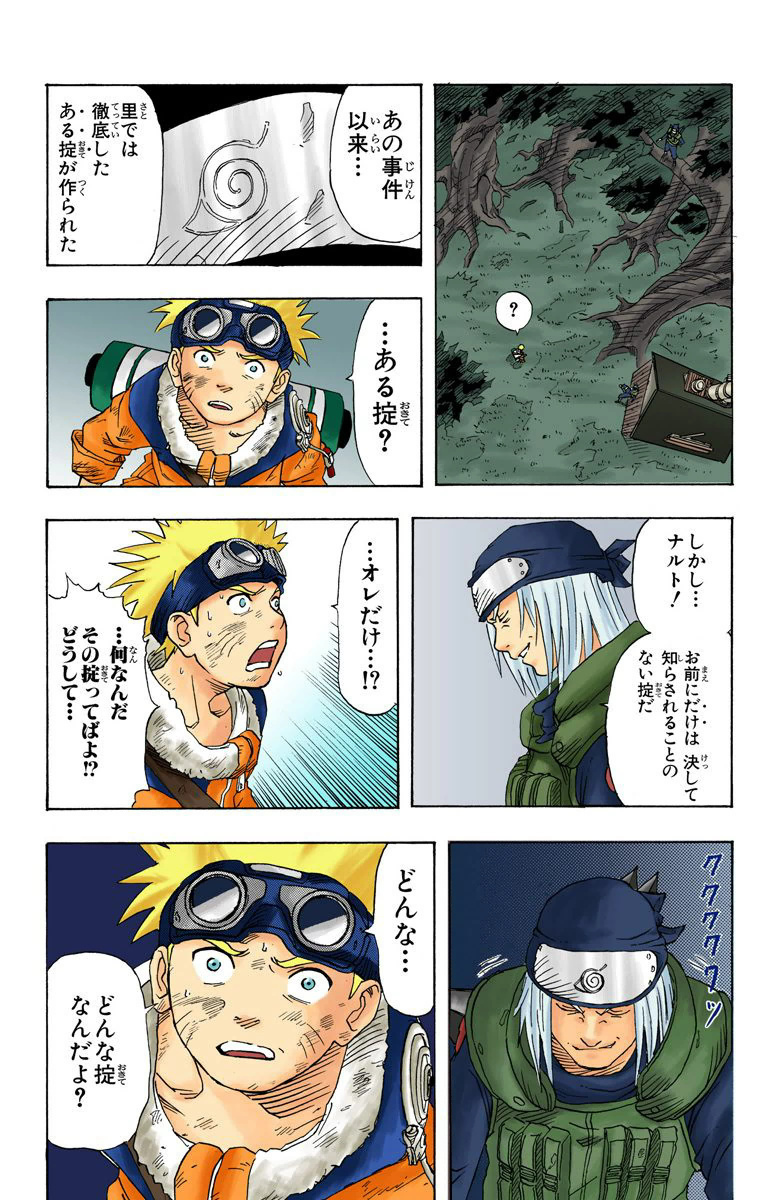 ?
あの事件
以来…
里では
徹底した
ある掟が作られた
…ある掟?
しかし…
ナルト!
お前にだけは 決して
知らされることの
ない掟だ
…オレだけ…!?
…何なんだ
その掟ってばよ!?
どうして…
ククククククッ
どんな…
どんな掟
なんだよ?